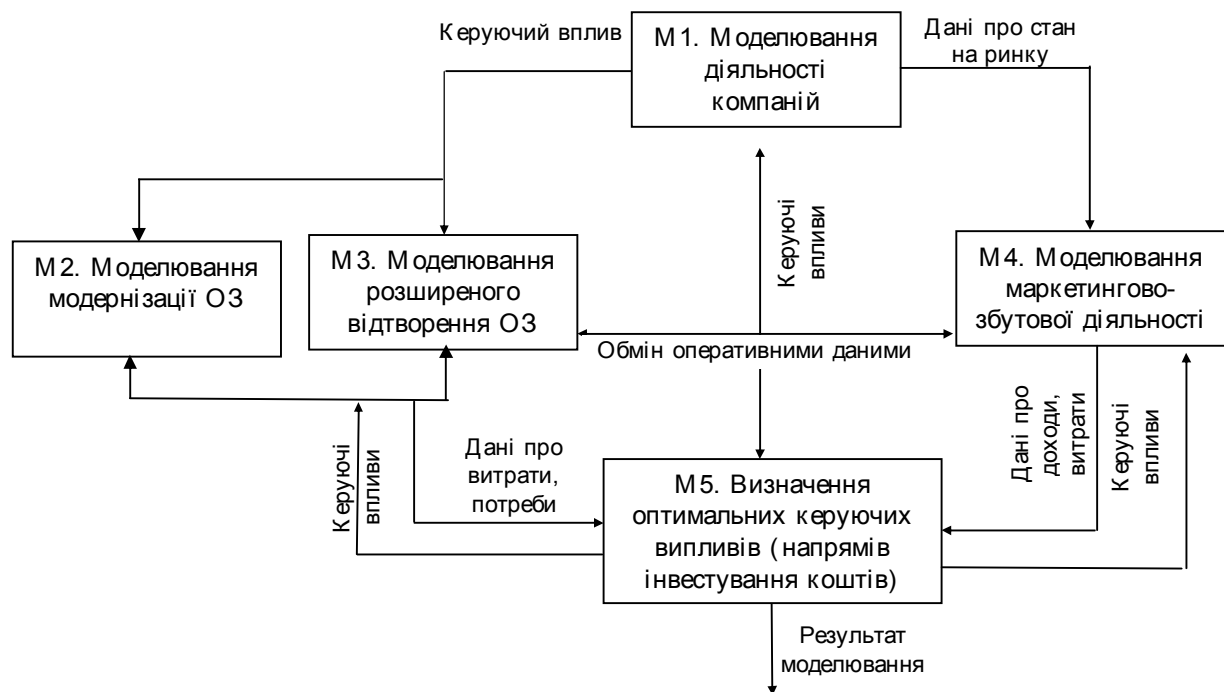 Керуючий вплив
М1. Моделювання
діяльності
компаній
Дані про стан
на ринку
Керуючі
впливи
М2. Моделювання
модернізації ОЗ
М3. Моделювання
розширеного
відтворення ОЗ
М4. Моделювання
маркетингово-
збутової діяльності
Обмін оперативними даними
Керуючі
впливи
Дані про
витрати,
потреби
Дані про
доходи,
витрати
Керуючі
впливи
М5. Визначення
оптимальних керуючих
випливів (напрямів
інвестування коштів)
Результат
моделювання